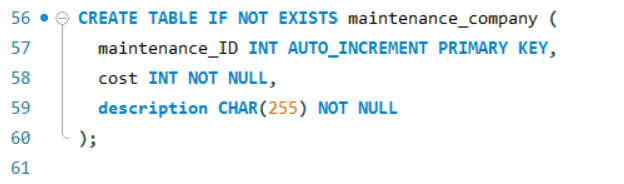 56 CREATE TABLE IF NOT EXISTS maintenance_company (
57 maintenance_ID INT AUTO_INCREMENT PRIMARY KEY,
58 cost INT NOT NULL,
59 description CHAR(255) NOT NULL
60 );
61